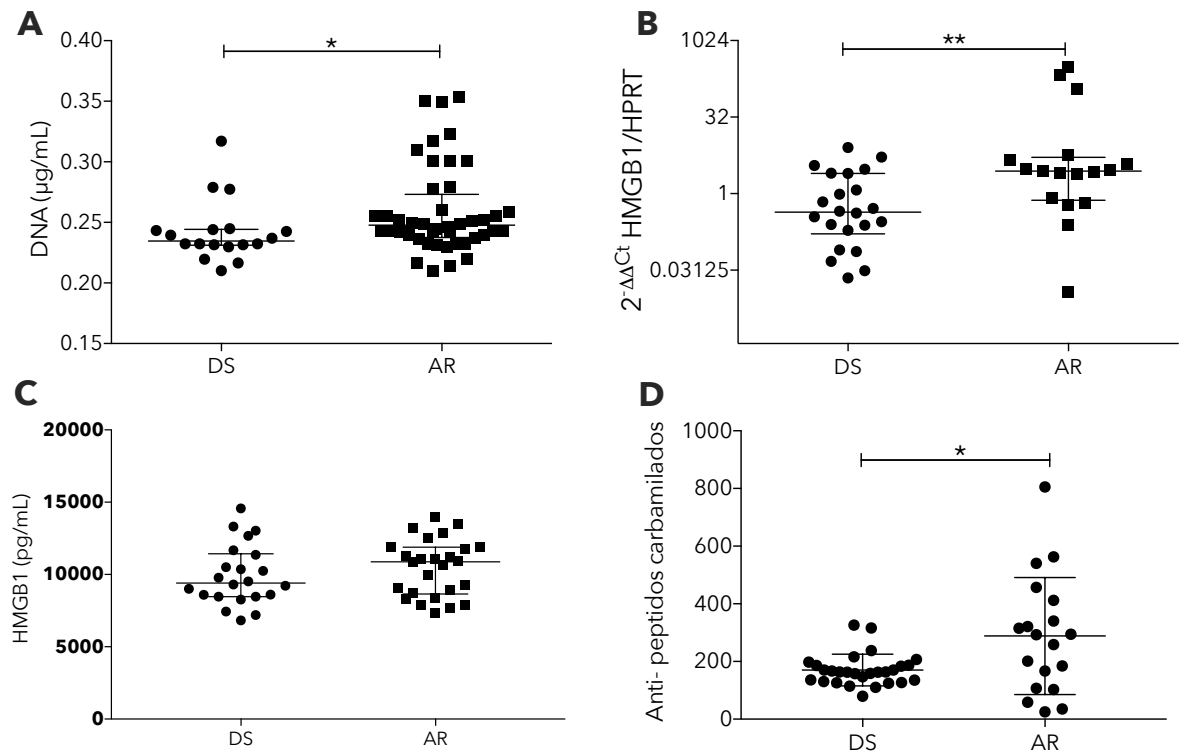 A
DNA (µg/mL)
0.40
0.35
0.30
0.25
0.20
0.15
*
DS
AR
B
2-ΔΔCt HMGB1/HPRT
1024
32
1
0.03125
**
DS
AR
C
HMGB1 (pg/mL)
20000
15000
10000
5000
0
DS
AR
D
Anti- peptidos carbamilados
1000
800
600
400
200
0
*
DS
AR